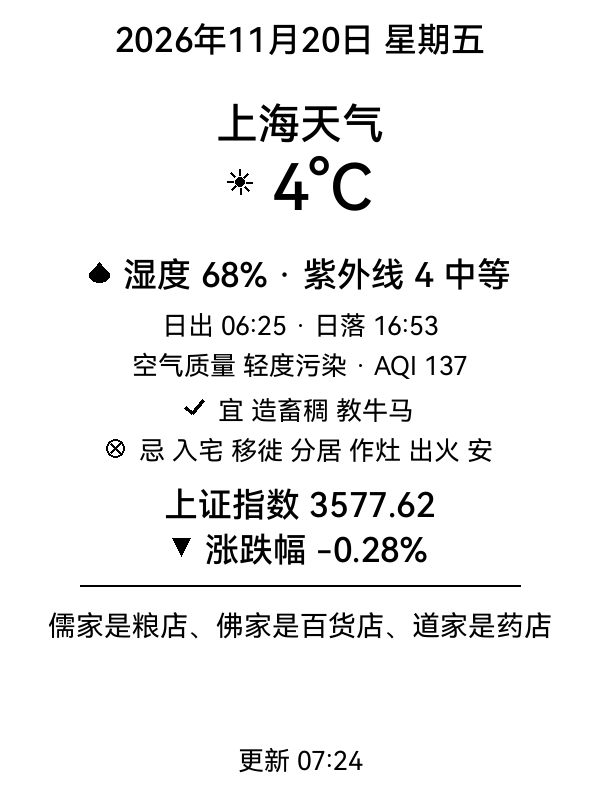 2026年11月20日 星期五
上海天气
4°C
湿度 68% · 紫外线 4 中等
日出 06:25 · 日落 16:53
空气质量 轻度污染 · AQI 137
宜 造畜稠 教牛马
忌 入宅 移徙 分居 作灶 出火 安
上证指数 3577.62
涨跌幅 -0.28%
儒家是粮店、佛家是百货店、道家是药店
更新 07:24